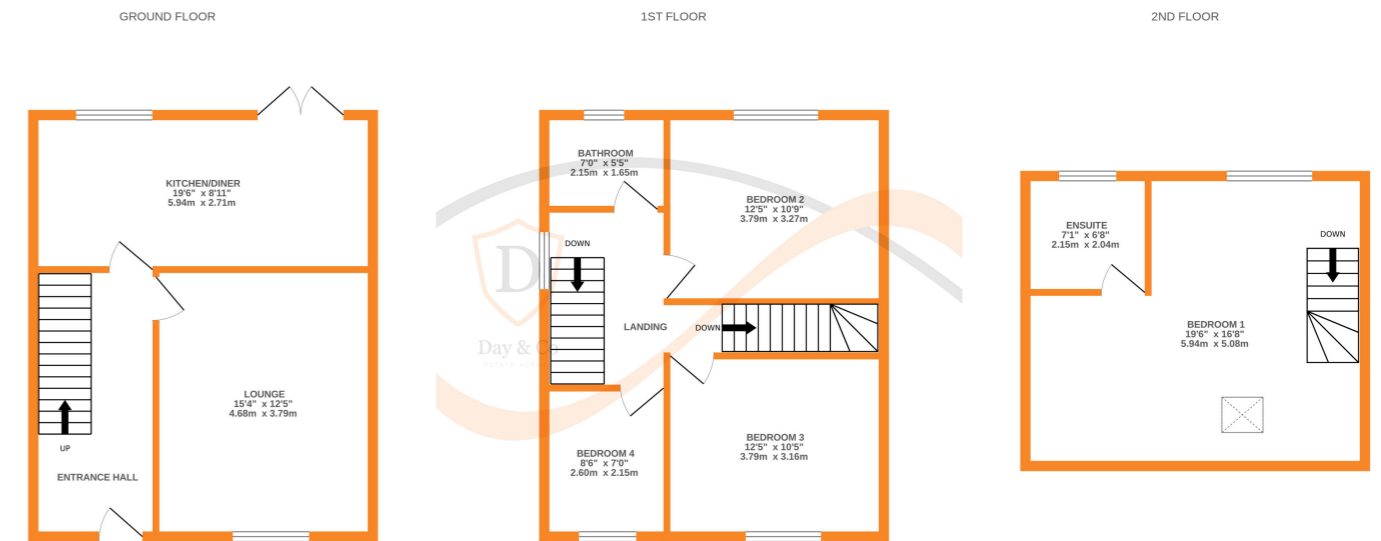 GROUND FLOOR
KITCHEN/DINER
19'6" x 8'11"
5.94m x 2.71m
LOUNGE
15'4" x 12'5"
4.68m x 3.79m
UP
ENTRANCE HALL
1ST FLOOR
BATHROOM
7'0" x 5'5"
2.15m x 1.65m
BEDROOM 2
12'5" x 10'9"
3.79m x 3.27m
DOWN
D
LANDING
DOWN
Day & Co
BEDROOM 3
12'5" x 10'5"
3.79m x 3.16m
BEDROOM 4
8'6" x 7'0"
2.60m x 2.15m
2ND FLOOR
ENSUITE
7'1" x 6'8"
2.15m x 2.04m
DOWN
BEDROOM 1
19'6" x 16'8"
5.94m x 5.08m